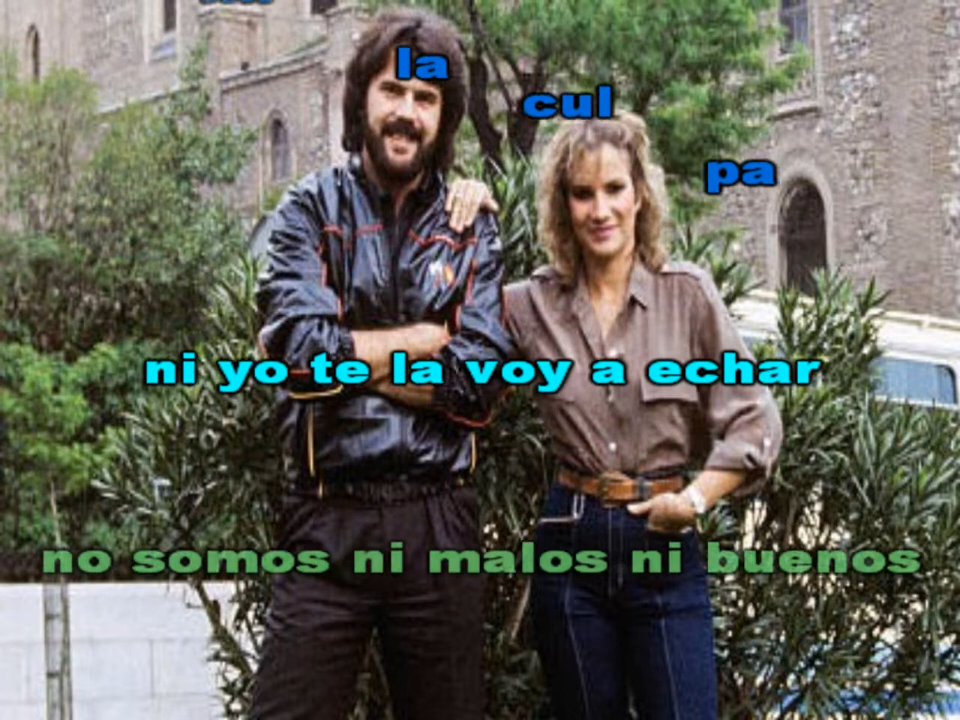 la
cul
pa
ni yo te la voy a echar
no somos ni malos ni buenos